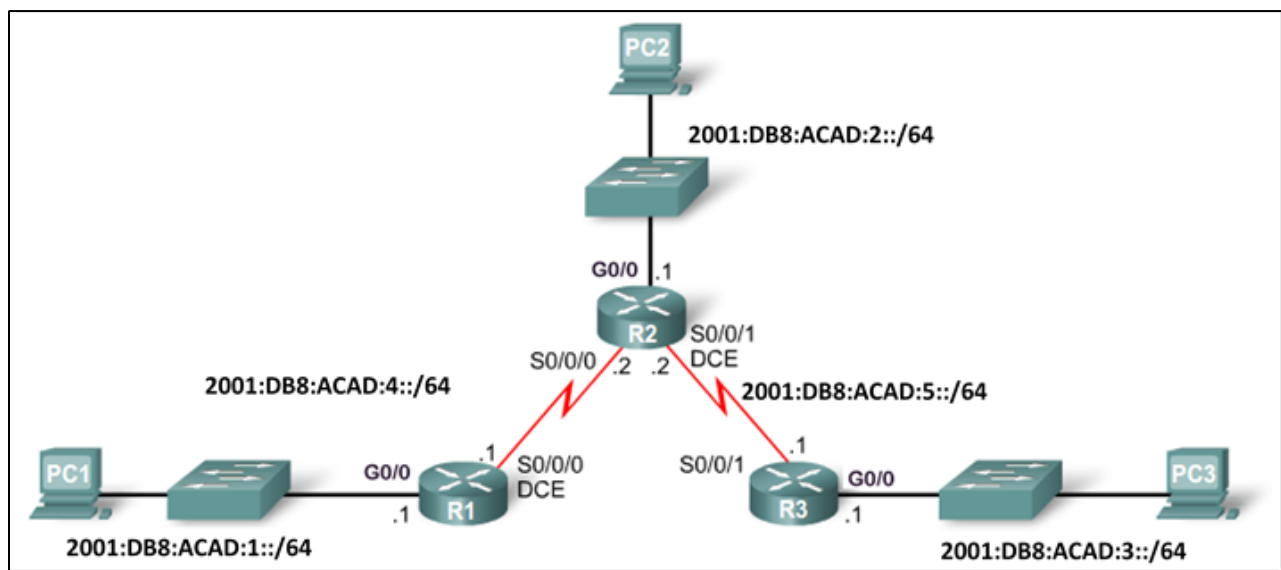 PC2
2001:DB8:ACAD:2::/64
G0/0
.1
R2
S0/0/1
DCE
S0/0/0
.2
.2
2001:DB8:ACAD:4::/64
2001:DB8:ACAD:5::/64
PC1
G0/0
.1
S0/0/0
DCE
R1
.1
2001:DB8:ACAD:1::/64
S0/0/1
.1
G0/0
R3
.1
PC3
2001:DB8:ACAD:3::/64